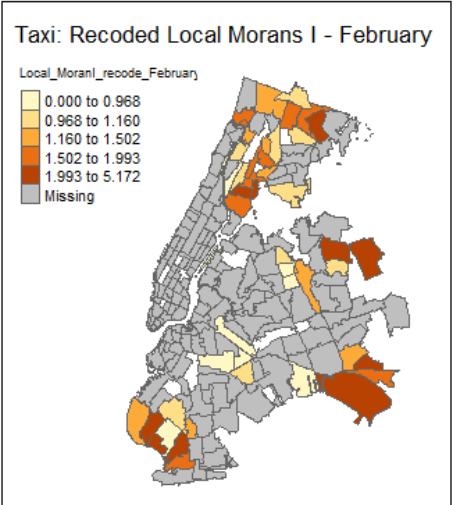 Taxi: Recoded Local Morans I - February
Local_MoranI_recode_February
0.000 to 0.968
0.968 to 1.160
1.160 to 1.502
1.502 to 1.993
1.993 to 5.172
Missing